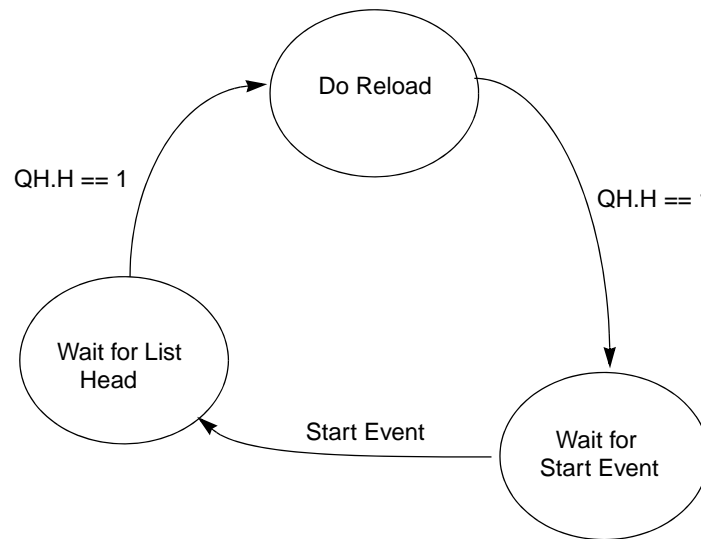 Do Reload
QH.H == 1
QH.H ==
Wait for List
Head
Start Event
Wait for
Start Event